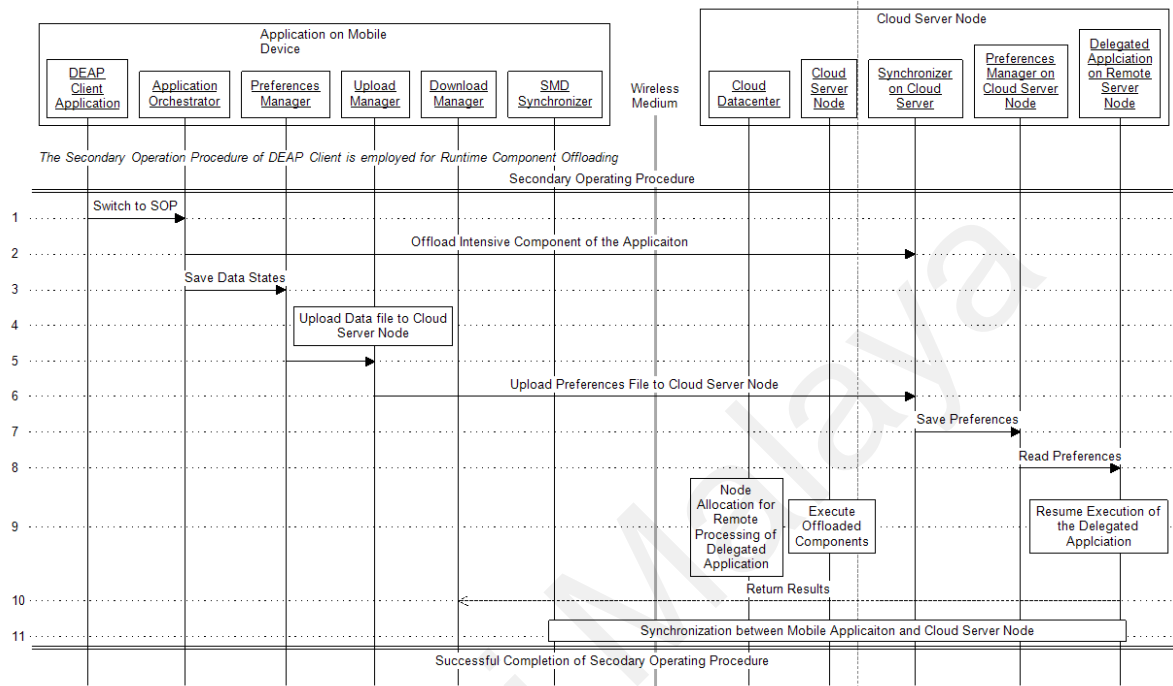 Application on Mobile
Device
Cloud Server Node
DEAP
Client
Application
Application
Orchestrator
Preferences
Manager
Upload
Manager
Download
Manager
SMD
Synchronizer
Wireless
Medium
Cloud
Datacenter
Cloud
Server
Node
Synchronizer
on Cloud
Server
Preferences
Manager on
Cloud Server
Node
Delegated
Applciation
on Remote
Server
Node
The Secondary Operation Procedure of DEAP Client is employed for Runtime Component Offloading
Secondary Operating Procedure
1
Switch to SOP
2
Offload Intensive Component of the Applicaiton
3
Save Data States
4
Upload Data file to Cloud
Server Node
5
6
Upload Preferences File to Cloud Server Node
7
Save Preferences
8
Read Preferences
9
Node
Allocation for
Remote
Processing of
Delegated
Application
Execute
Offloaded
Components
Resume Execution of
the Delegated
Applciation
10
Return Results
11
Synchronization between Mobile Applicaiton and Cloud Server Node
Successful Completion of Secodary Operating Procedure
Malaya